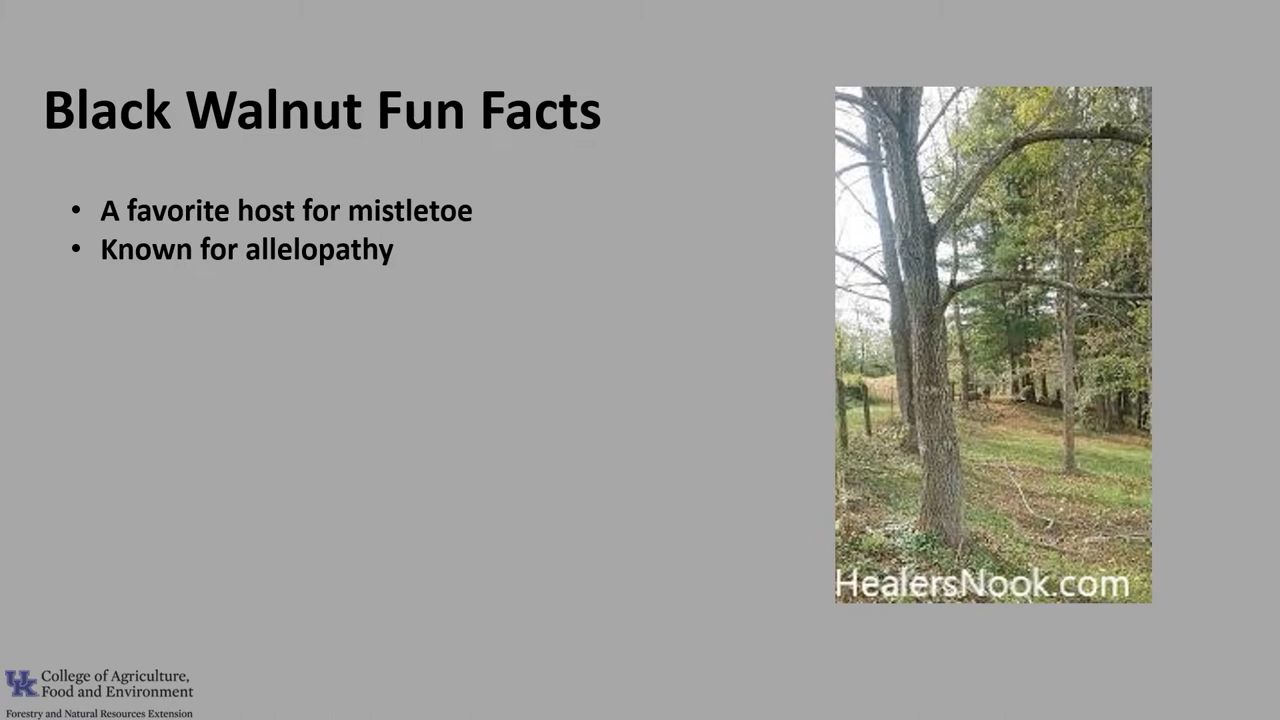 Black Walnut Fun Facts
• A favorite host for mistletoe
• Known for allelopathy
HealersNook.com
UK College of Agriculture,
Food and Environment
Forestry and Natural Resources Extension